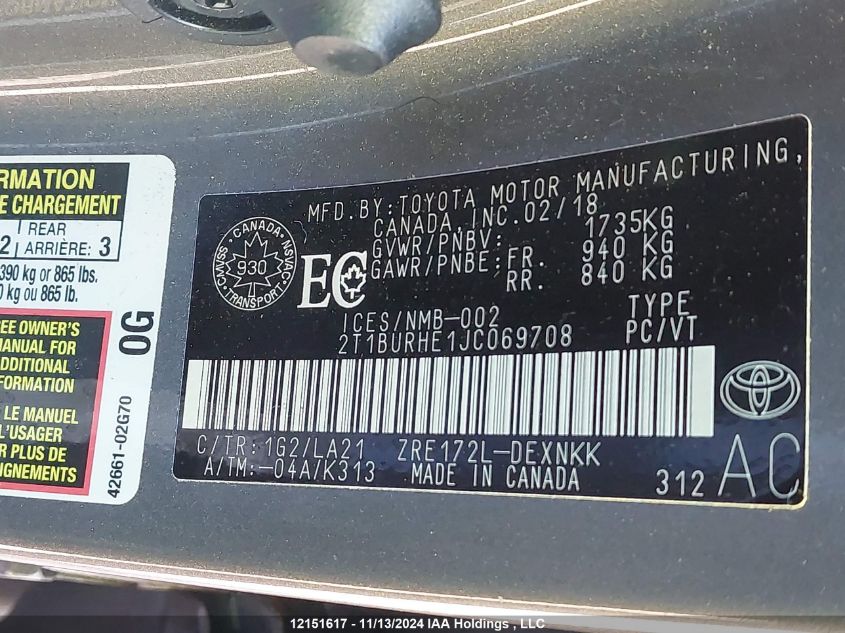 RMATION
E CHARGEMENT
2 REAR
ARRIÈRE: 3
390 kg or 865 lbs.
0 kg ou 865 lb.
EE OWNER'S
MANUAL FOR
ADDITIONAL
FORMATION
LE MANUEL
L'USAGER
PLUS DE
GNEMENTS
0G
42661-02G70
MFD.BY:TOYOTA MOTOR MANUFACTURING,
CANADA,INC.02/18
GVWR/PNBV: 1735KG
GAWR/PNBE:FR. 940 KG
RR. 840 KG
CANADA
CMVSS NSVAC
930
TRANSPORT
EC
ICES/NMB-002
TYPE
2T1BURHE1JC069708
PC/VT
C/TR:1G2/LA21 ZRE172L-DEXNKK
A/TM:-04A/K313 MADE IN CANADA
312 AC
12151617 - 11/13/2024 IAA Holdings , LLC